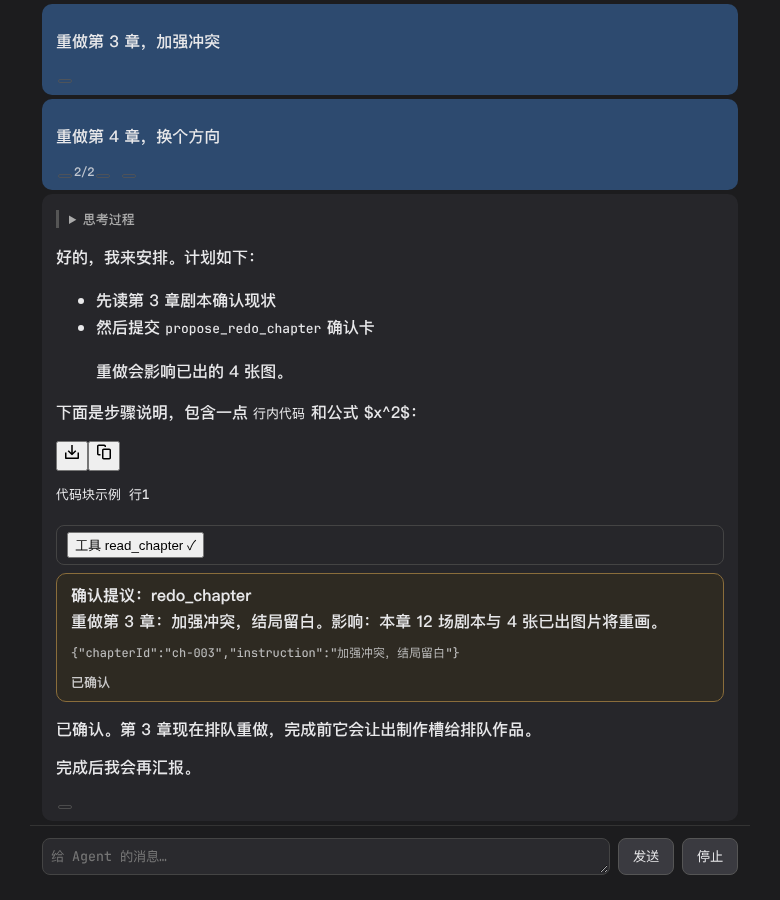 重做第 3 章，加强冲突
重做第 4 章，换个方向
2/2
▶ 思考过程
好的，我来安排。计划如下：
• 先读第 3 章剧本确认现状
• 然后提交 propose_redo_chapter 确认卡
重做会影响已出的 4 张图。
下面是步骤说明，包含一点 行内代码 和公式 $x^2$：
代码块示例 行1
工具 read_chapter ✓
确认提议：redo_chapter
重做第 3 章：加强冲突，结局留白。影响：本章 12 场剧本与 4 张已出图片将重画。
{"chapterId":"ch-003","instruction":"加强冲突，结局留白"}
已确认
已确认。第 3 章现在排队重做，完成前它会让出制作槽给排队作品。
完成后我会再汇报。
给 Agent 的消息…
发送
停止